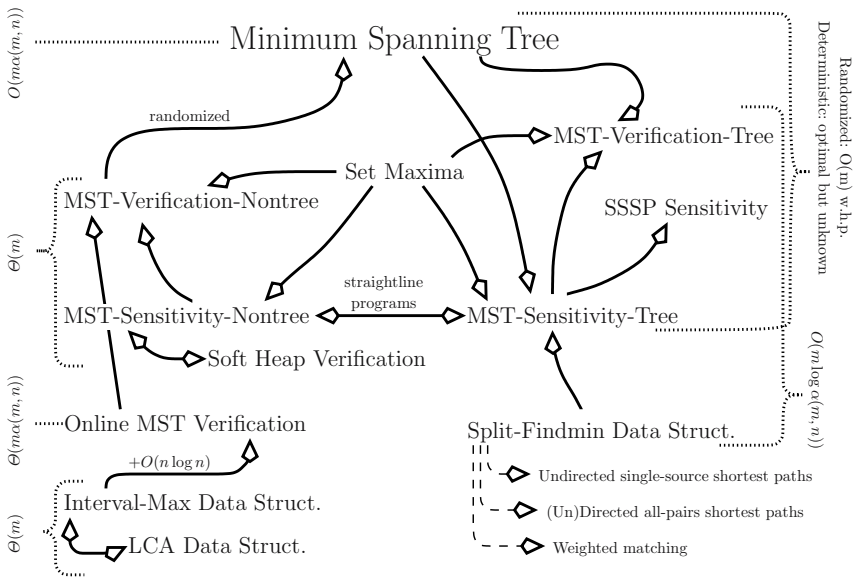 O(mα(m, n))
Minimum Spanning Tree
randomized
MST-Verification-Tree
Set Maxima
MST-Verification-Nontree
SSSP Sensitivity
Randomized: O(m) w.h.p.
Deterministic: optimal but unknown
Θ(m)
straightline
programs
MST-Sensitivity-Nontree
MST-Sensitivity-Tree
Soft Heap Verification
O(m log α(m, n))
Θ(mα(m, n))
Online MST Verification
Split-Findmin Data Struct.
+O(n log n)
Undirected single-source shortest paths
Interval-Max Data Struct.
(Un)Directed all-pairs shortest paths
Θ(m)
LCA Data Struct.
Weighted matching